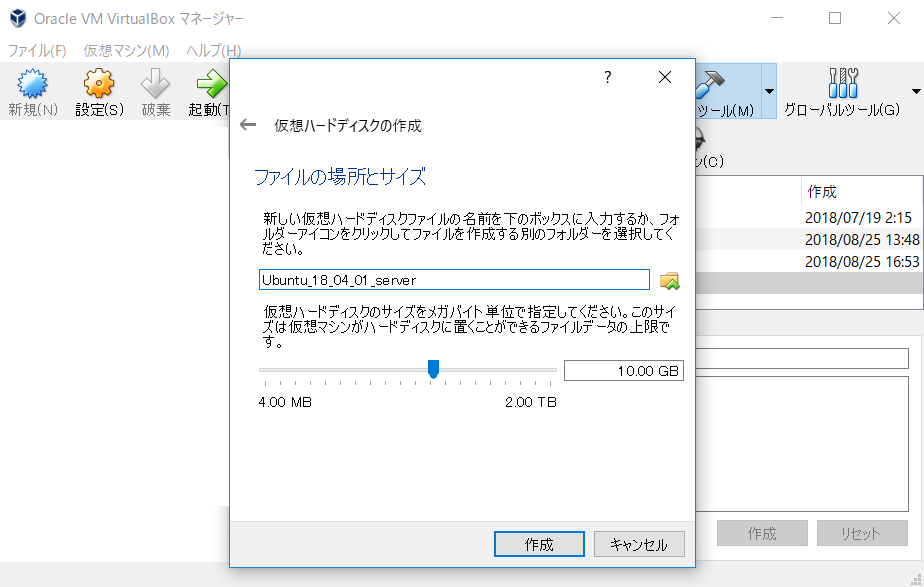 Oracle VM VirtualBox マネージャー
ファイル(F) 仮想マシン(M) ヘルプ(H)
新規(N) 設定(S) 破棄 起動(T
ツール(M) グローバルツール(G)
ン(C)
?
仮想ハードディスクの作成
ファイルの場所とサイズ
新しい仮想ハードディスクファイルの名前を下のボックスに入力するか、フォ
ルダーアイコンをクリックしてファイルを作成する別のフォルダーを選択してく
ださい。
Ubuntu_18_04_01_server
仮想ハードディスクのサイズをメガバイト単位で指定してください。このサイ
ズは仮想マシンがハードディスクに置くことができるファイルデータの上限で
す。
10.00 GB
4.00 MB 2.00 TB
作成 キャンセル
作成
2018/07/19 2:15
2018/08/25 13:48
2018/08/25 16:53
作成 リセット